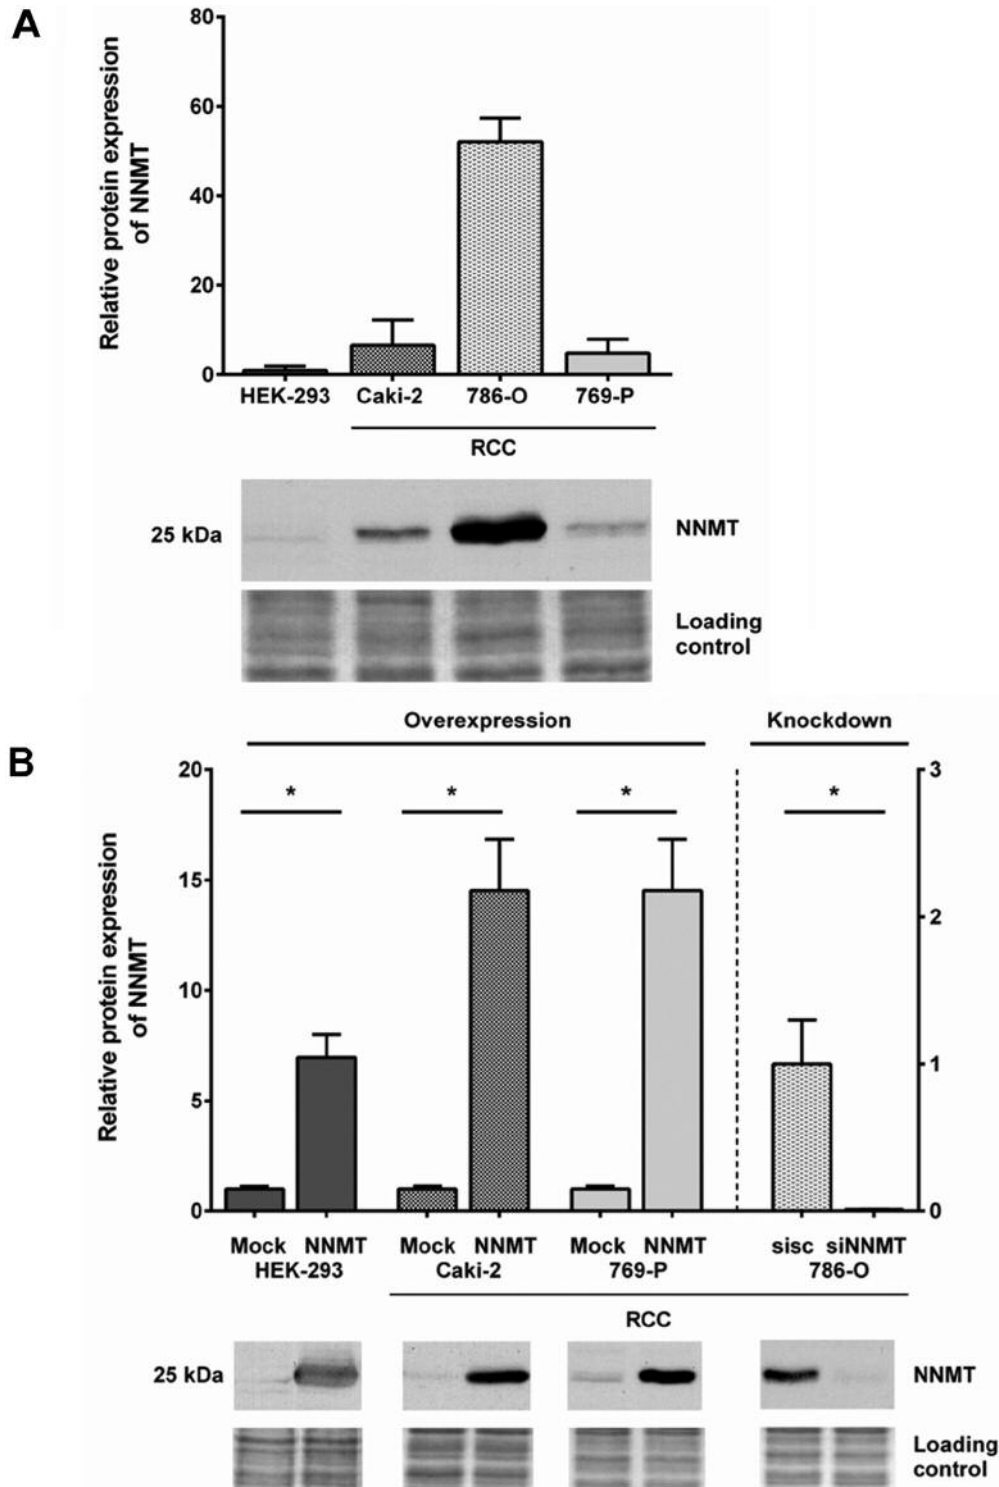 A
80
60
40
20
0
Relative protein expression
of NNMT
HEK-293 Caki-2 786-O 769-P
RCC
25 kDa
NNMT
Loading
control
B
Overexpression Knockdown
20
15
10
5
0
Relative protein expression
of NNMT
* * * *
3
2
1
0
Mock NNMT Mock NNMT Mock NNMT sisc siNNMT
HEK-293 Caki-2 769-P 786-O
RCC
25 kDa
NNMT
Loading
control